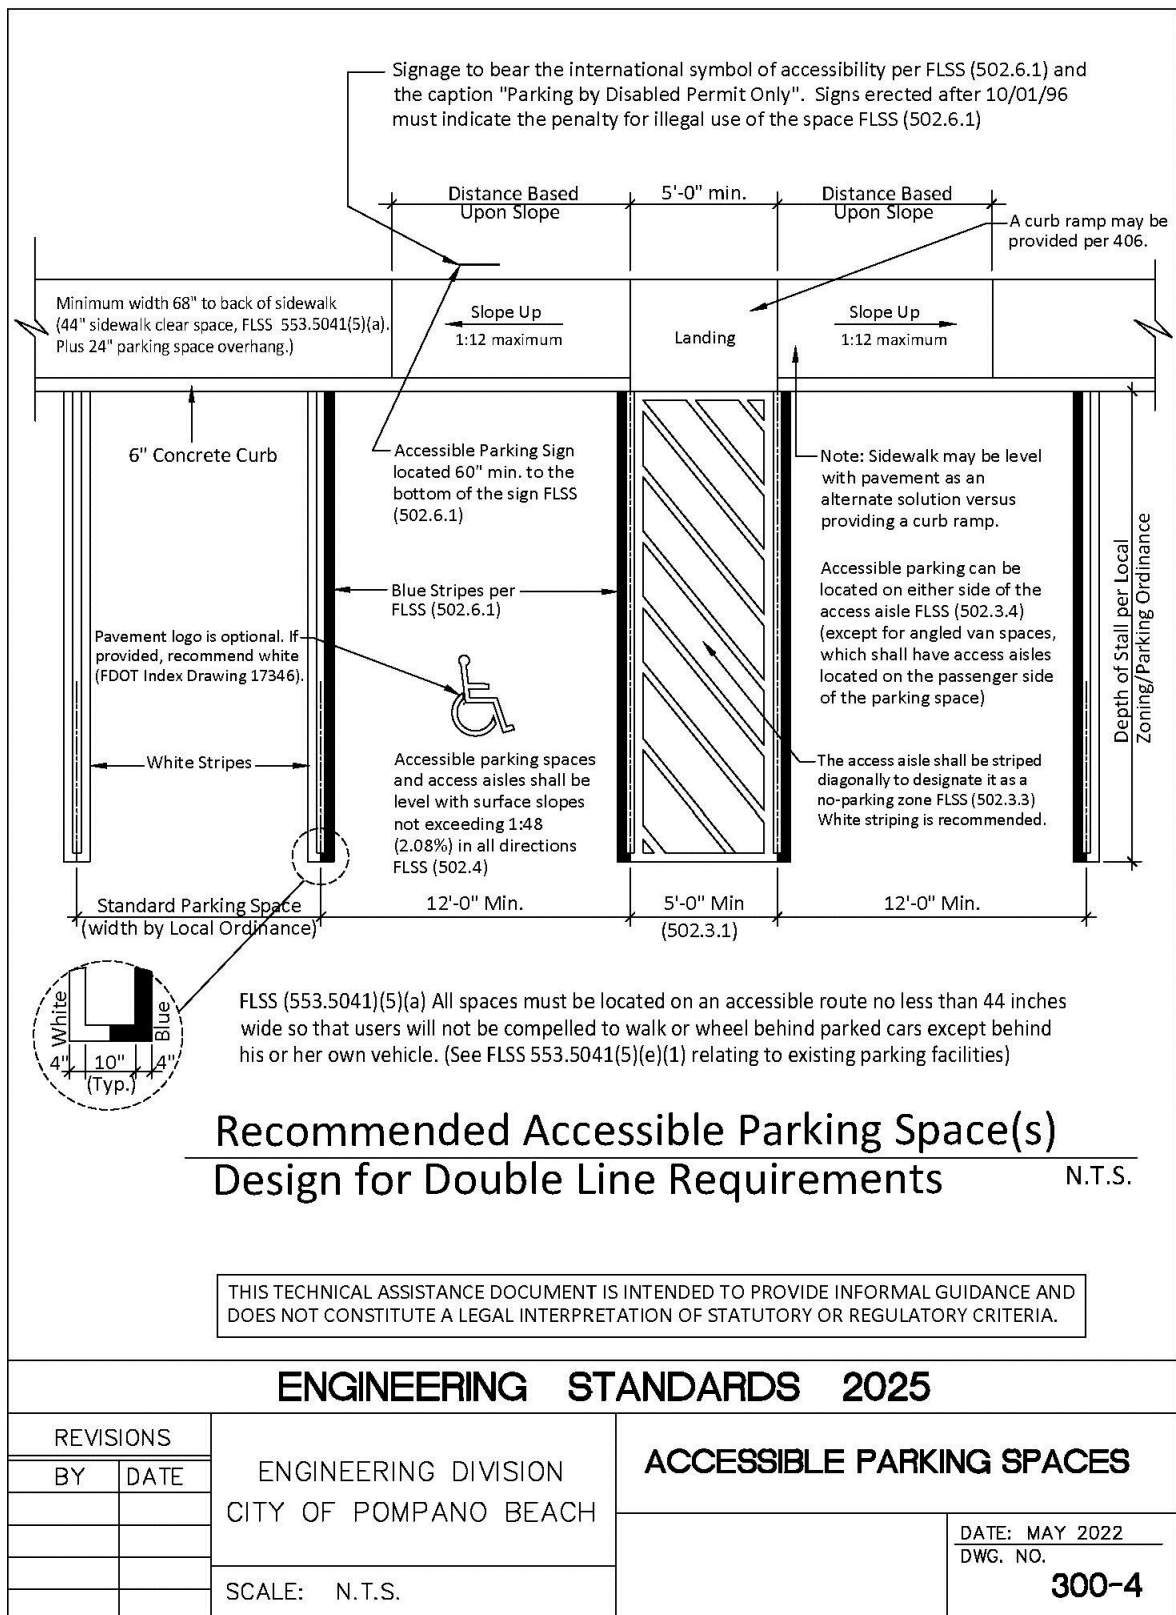 Signage to bear the international symbol of accessibility per FLSS (502.6.1) and
the caption "Parking by Disabled Permit Only".  Signs erected after 10/01/96
must indicate the penalty for illegal use of the space FLSS (502.6.1)
Distance Based
Upon Slope
5'-0" min.
Distance Based
Upon Slope
A curb ramp may be
provided per 406.
Minimum width 68" to back of sidewalk
(44" sidewalk clear space, FLSS  553.5041(5)(a).
Plus 24" parking space overhang.)
Slope Up
1:12 maximum
Landing
Slope Up
1:12 maximum
6" Concrete Curb
Accessible Parking Sign
located 60" min. to the
bottom of the sign FLSS
(502.6.1)
Note: Sidewalk may be level
with pavement as an
alternate solution versus
providing a curb ramp.
Accessible parking can be
located on either side of the
access aisle FLSS (502.3.4)
(except for angled van spaces,
which shall have access aisles
located on the passenger side
of the parking space)
Depth of Stall per Local
Zoning/Parking Ordinance
Blue Stripes per
FLSS (502.6.1)
Pavement logo is optional. If
provided, recommend white
(FDOT Index Drawing 17346).
White Stripes
Accessible parking spaces
and access aisles shall be
level with surface slopes
not exceeding 1:48
(2.08%) in all directions
FLSS (502.4)
The access aisle shall be striped
diagonally to designate it as a
no-parking zone FLSS (502.3.3)
White striping is recommended.
Standard Parking Space
(width by Local Ordinance)
12'-0" Min.
5'-0" Min
(502.3.1)
12'-0" Min.
White
Blue
4"
10"
(Typ.)
4"
FLSS (553.5041)(5)(a) All spaces must be located on an accessible route no less than 44 inches
wide so that users will not be compelled to walk or wheel behind parked cars except behind
his or her own vehicle. (See FLSS 553.5041(5)(e)(1) relating to existing parking facilities)
Recommended Accessible Parking Space(s)
Design for Double Line Requirements
N.T.S.
THIS TECHNICAL ASSISTANCE DOCUMENT IS INTENDED TO PROVIDE INFORMAL GUIDANCE AND
DOES NOT CONSTITUTE A LEGAL INTERPRETATION OF STATUTORY OR REGULATORY CRITERIA.
ENGINEERING STANDARDS 2025
REVISIONS
BY
DATE
ENGINEERING DIVISION
CITY OF POMPANO BEACH
SCALE: N.T.S.
ACCESSIBLE PARKING SPACES
DATE: MAY 2022
DWG. NO.
300-4